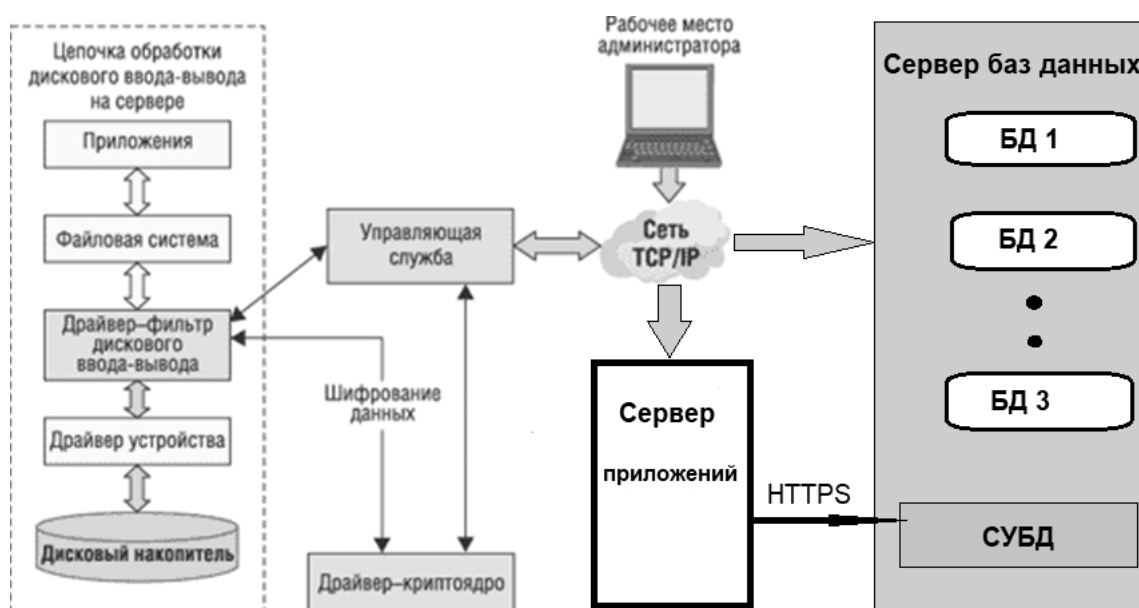 Цепочка обработки
дискового ввода-вывода
на сервере
Приложения
Файловая система
Драйвер–фильтр
дискового
ввода-вывода
Драйвер устройства
Дисковый накопитель
Управляющая
служба
Шифрование
данных
Драйвер–криптоядро
Рабочее место
администратора
Сеть
TCP/IP
Сервер
приложений
HTTPS
Сервер баз данных
БД 1
БД 2
БД 3
СУБД